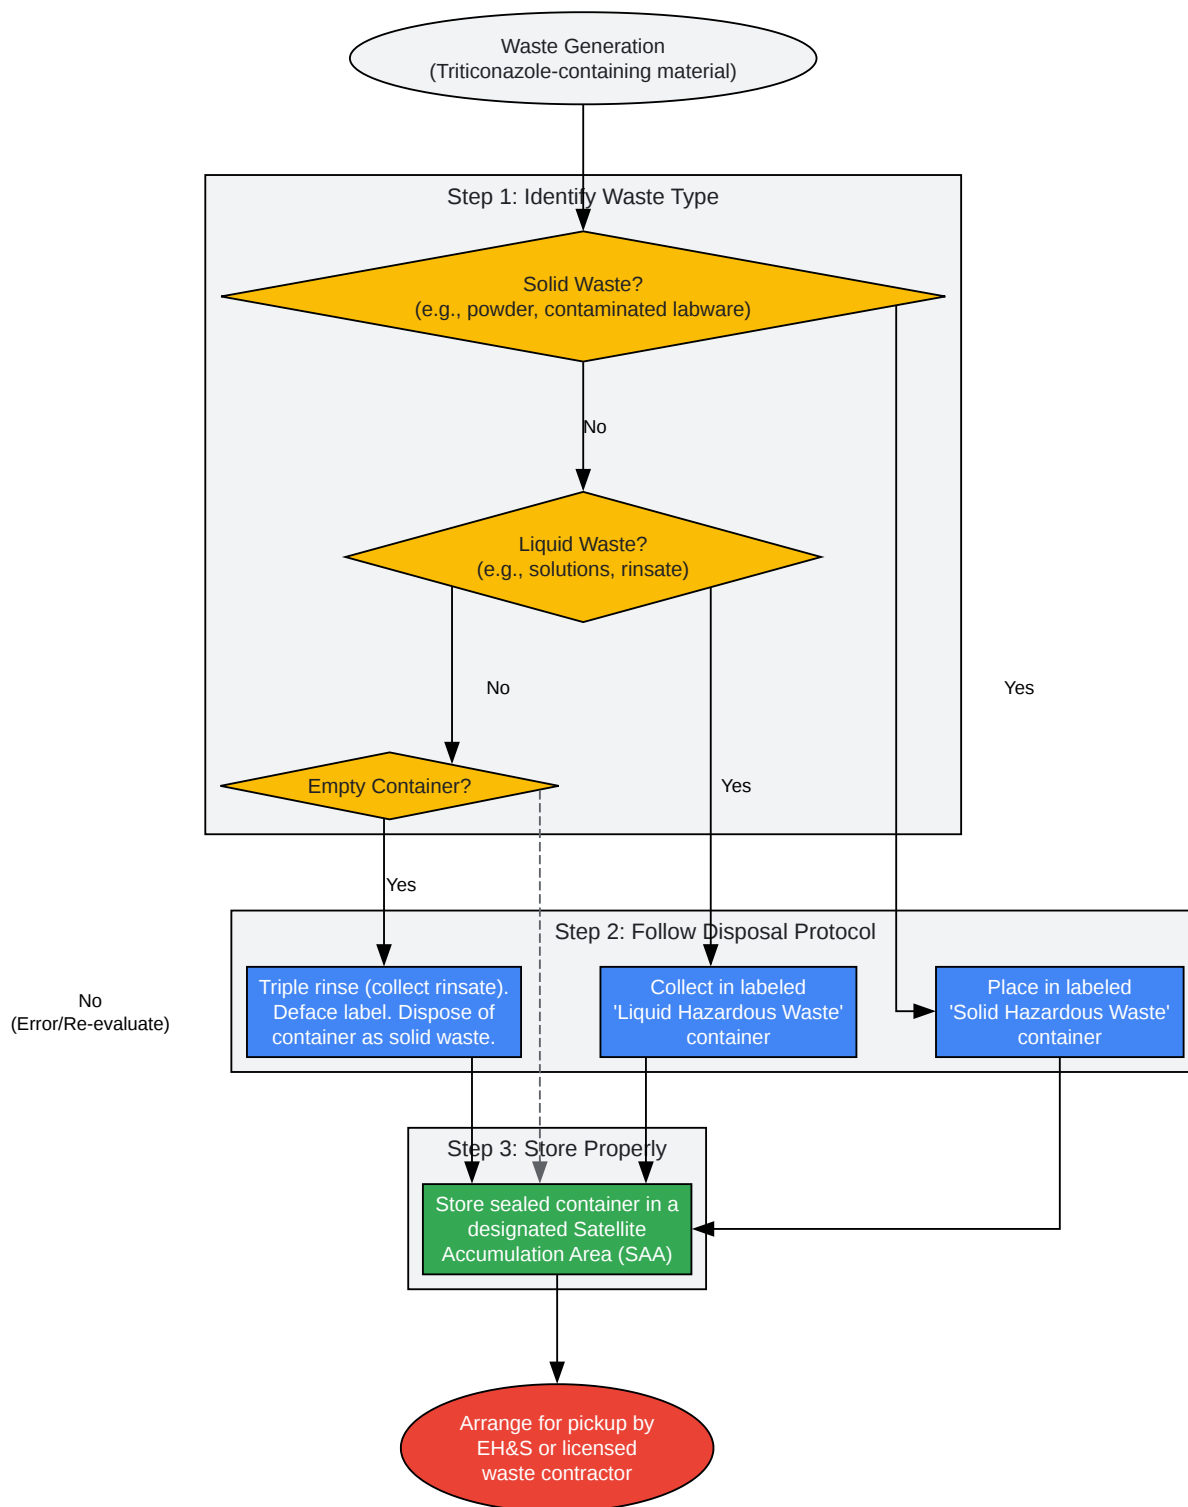 Waste Generation
(Triticonazole-containing material)
Step 1: Identify Waste Type
Solid Waste?
(e.g., powder, contaminated labware)
No
Liquid Waste?
(e.g., solutions, rinsate)
No
Yes
Empty Container?
Yes
Yes
Step 2: Follow Disposal Protocol
No
(Error/Re-evaluate)
Triple rinse (collect rinsate).
Deface label. Dispose of
container as solid waste.
Collect in labeled
'Liquid Hazardous Waste'
container
Place in labeled
'Solid Hazardous Waste'
container
Step 3: Store Properly
Store sealed container in a
designated Satellite
Accumulation Area (SAA)
Arrange for pickup by
EH&S or licensed
waste contractor